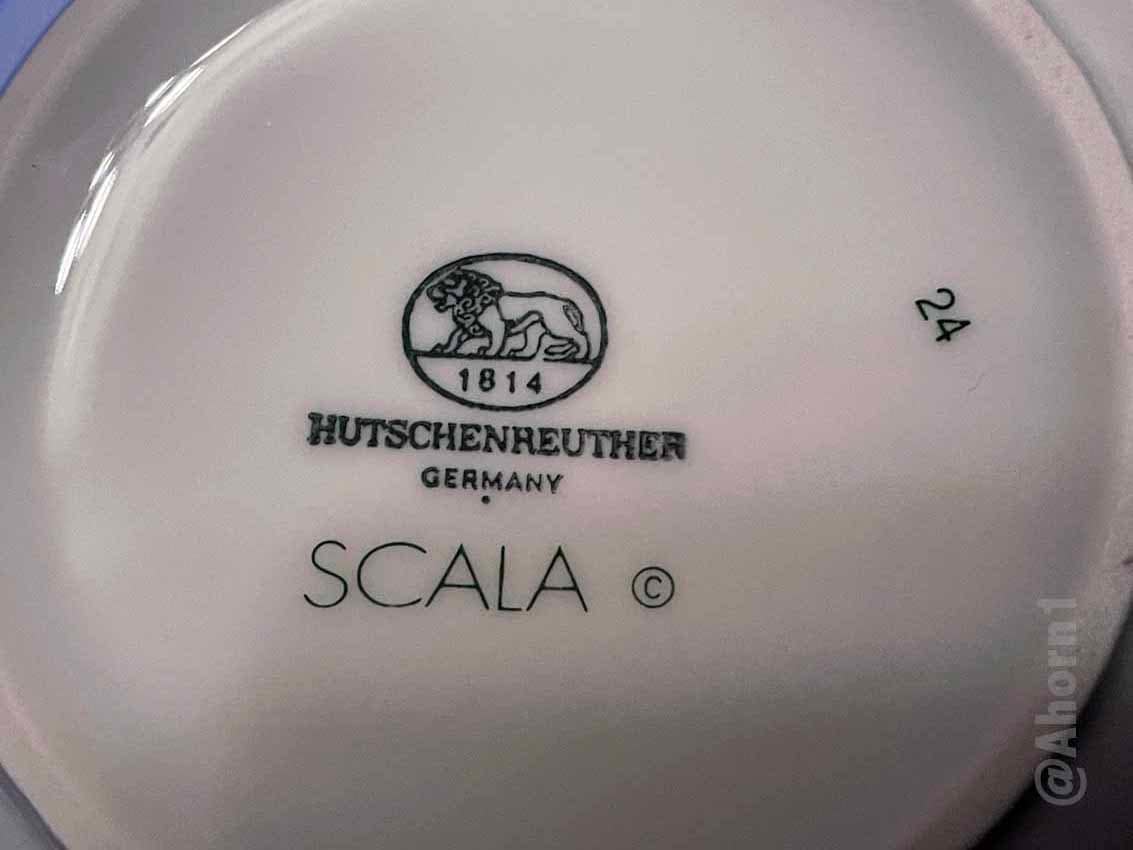 1814
HUTSCHENREUTHER
GERMANY
SCALA ©
24
@Ahorn1